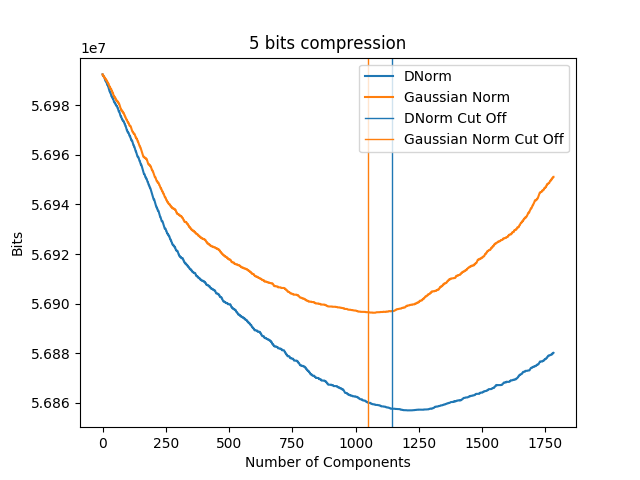 5 bits compression
1e7
DNorm
Gaussian Norm
DNorm Cut Off
Gaussian Norm Cut Off
5.698
5.696
5.694
5.692
5.690
5.688
5.686
Bits
0 250 500 750 1000 1250 1500 1750
Number of Components